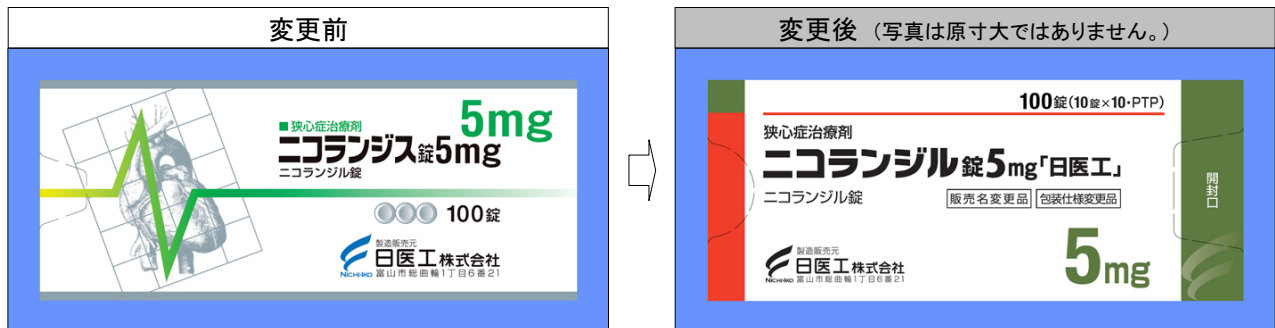 変更前
■狭心症治療剤
5mg
ニコランジス錠5mg
ニコランジル錠
100錠
製造販売元
NICHI-IKO 日医工株式会社
富山市総曲輪1丁目6番21
変更後 (写真は原寸大ではありません。)
100錠(10錠×10・PTP)
狭心症治療剤
ニコランジル錠5mg「日医工」
ニコランジル錠
販売名変更品 包装仕様変更品
開封口
製造販売元
NICHI-IKO 日医工株式会社
富山市総曲輪1丁目6番21
5mg